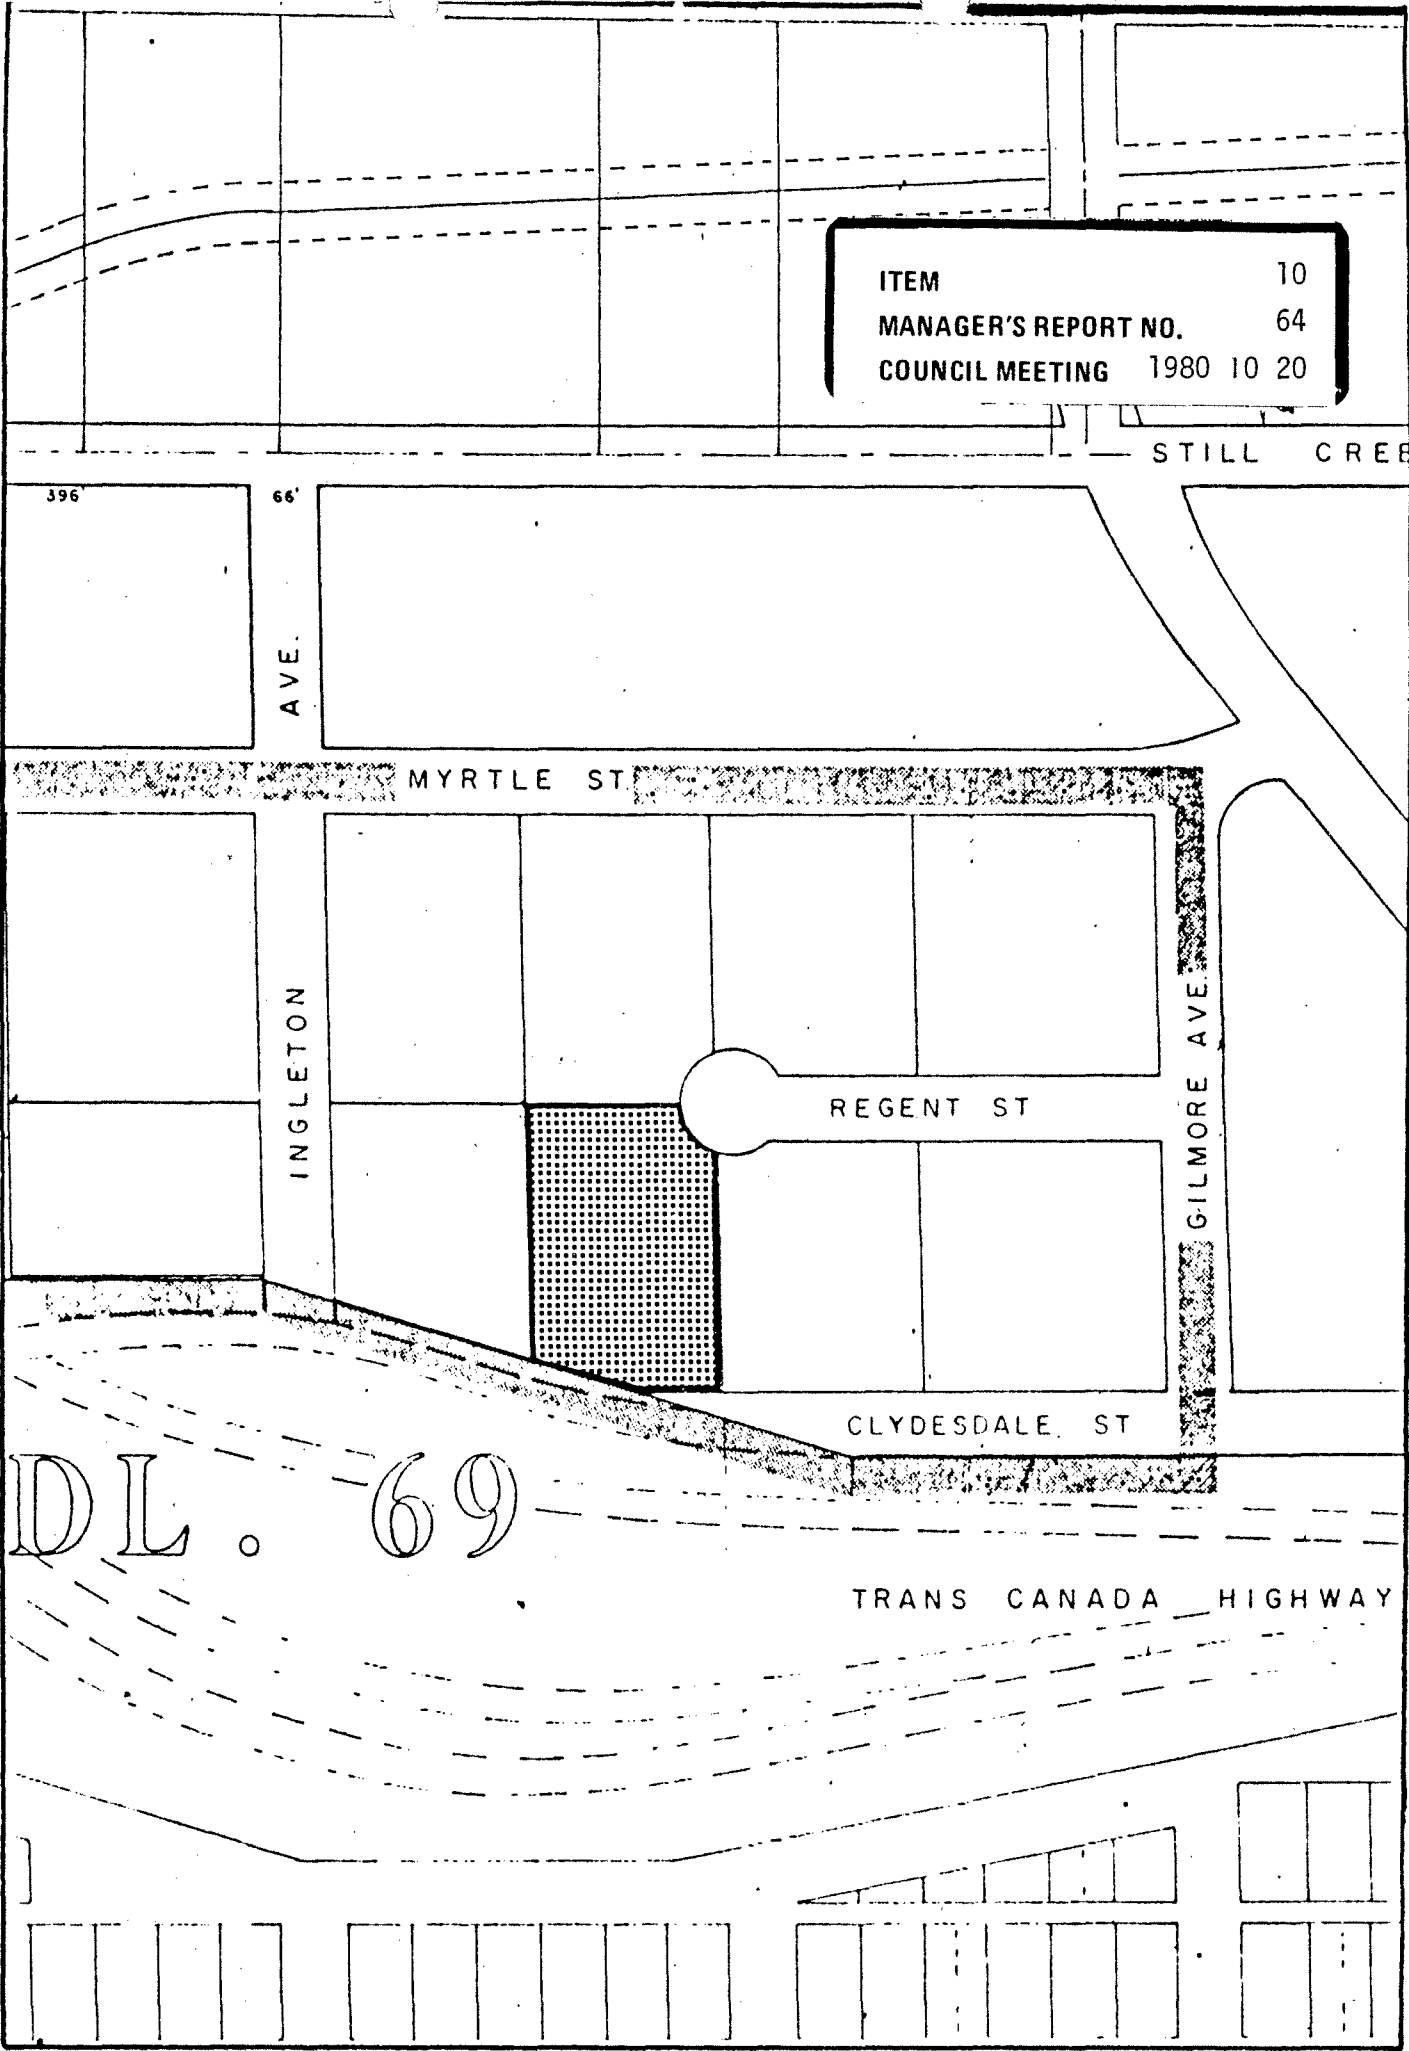 ITEM 10
MANAGER'S REPORT NO. 64
COUNCIL MEETING 1980 10 20
STILL CREE
396'
66'
AVE.
MYRTLE ST.
INGLETON
GILMORE AVE.
REGENT ST
CLYDESDALE ST
DL. 69
TRANS CANADA HIGHWAY